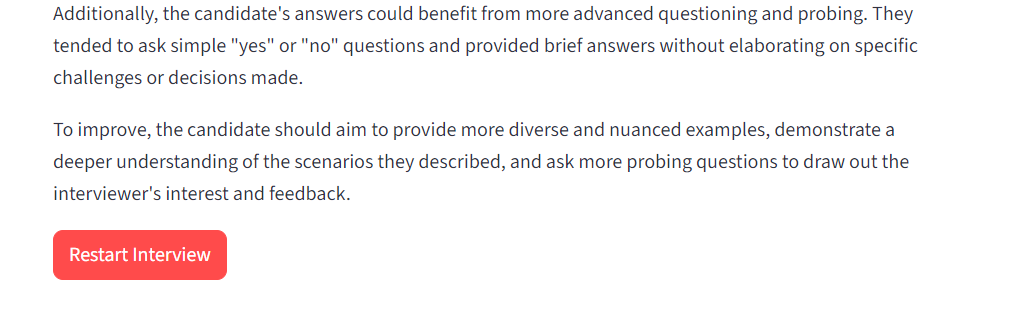 Additionally, the candidate's answers could benefit from more advanced questioning and probing. They
tended to ask simple "yes" or "no" questions and provided brief answers without elaborating on specific
challenges or decisions made.
To improve, the candidate should aim to provide more diverse and nuanced examples, demonstrate a
deeper understanding of the scenarios they described, and ask more probing questions to draw out the
interviewer's interest and feedback.
Restart Interview